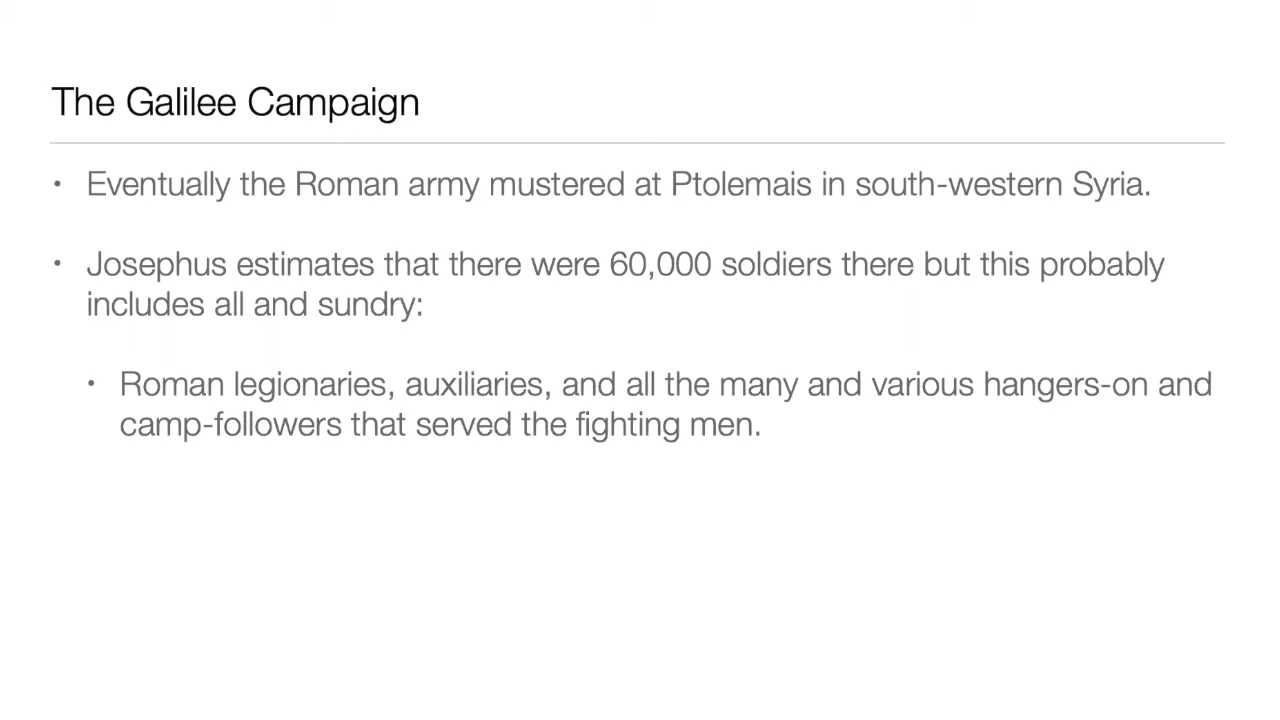 The Galilee Campaign
• Eventually the Roman army mustered at Ptolemais in south-western Syria.
• Josephus estimates that there were 60,000 soldiers there but this probably
includes all and sundry:
• Roman legionaries, auxiliaries, and all the many and various hangers-on and
camp-followers that served the fighting men.